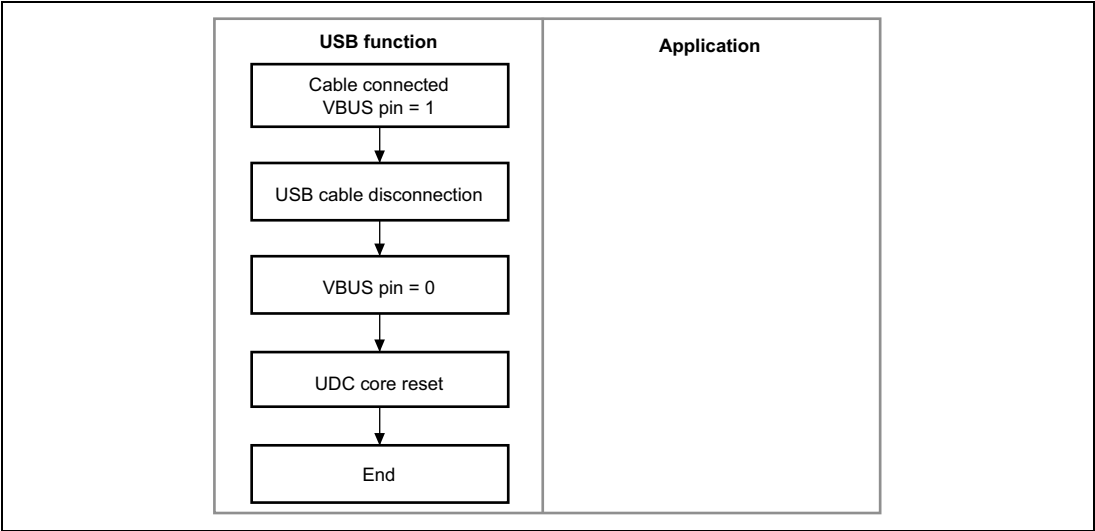 USB function
Application
Cable connected
VBUS pin = 1
USB cable disconnection
VBUS pin = 0
UDC core reset
End